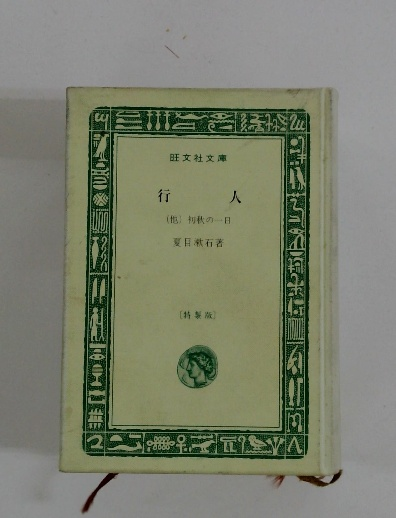 旺文社文庫
行 人
(他) 初秋の一日
夏目漱石著
[特製版]